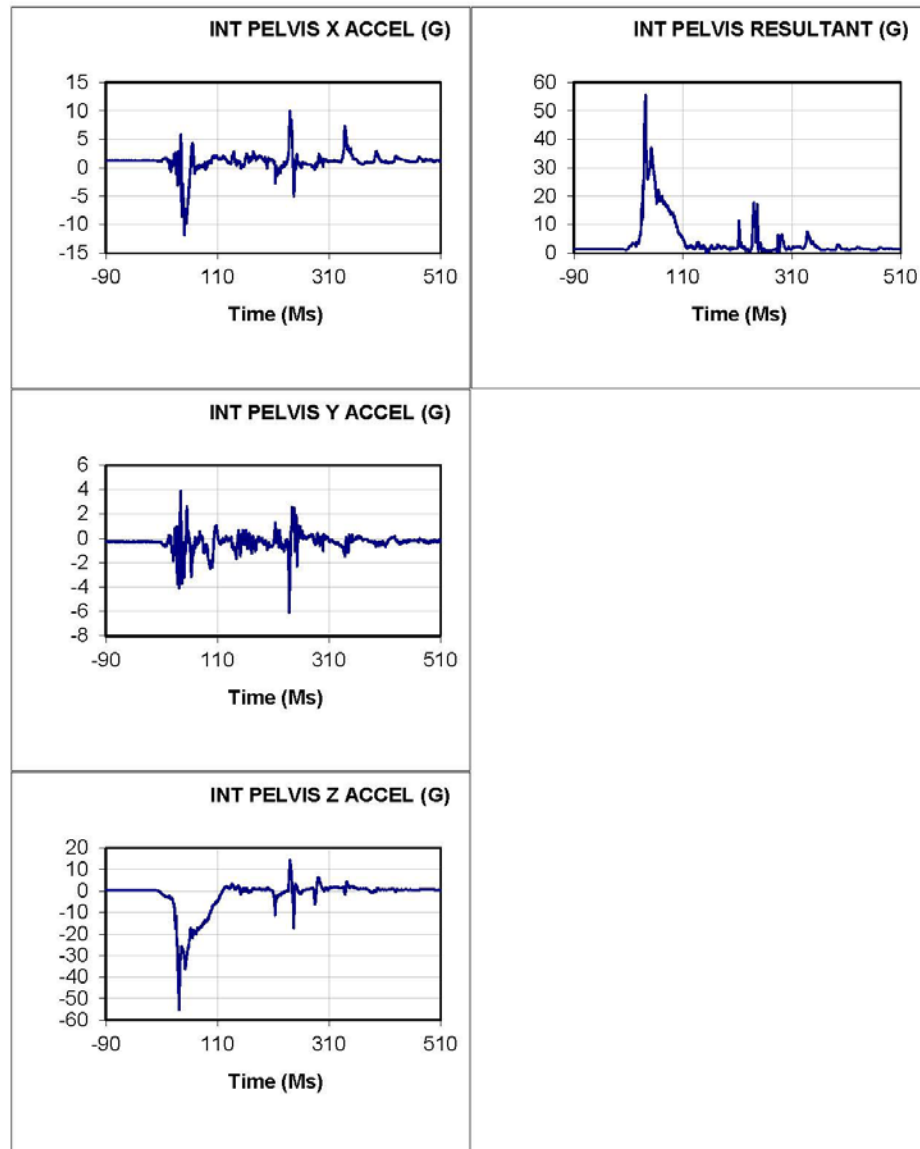 INT PELVIS X ACCEL (G)
15
10
5
0
-5
-10
-15
-90 110 310 510
Time (Ms)
INT PELVIS RESULTANT (G)
60
50
40
30
20
10
0
-90 110 310 510
Time (Ms)
INT PELVIS Y ACCEL (G)
6
4
2
0
-2
-4
-6
-8
-90 110 310 510
Time (Ms)
INT PELVIS Z ACCEL (G)
20
10
0
-10
-20
-30
-40
-50
-60
-90 110 310 510
Time (Ms)